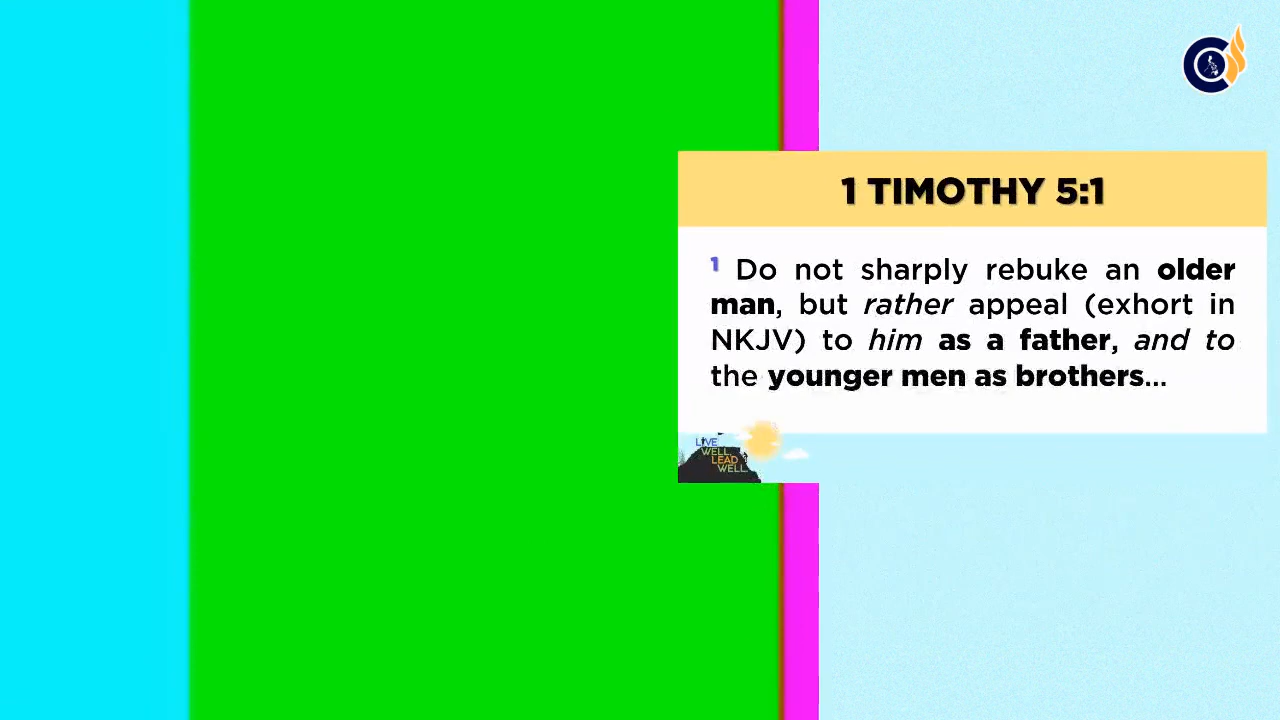 1 TIMOTHY 5:1
1 Do not sharply rebuke an older
man, but rather appeal (exhort in
NKJV) to him as a father, and to
the younger men as brothers...
LIVE
WELL.
LEAD
WELL.